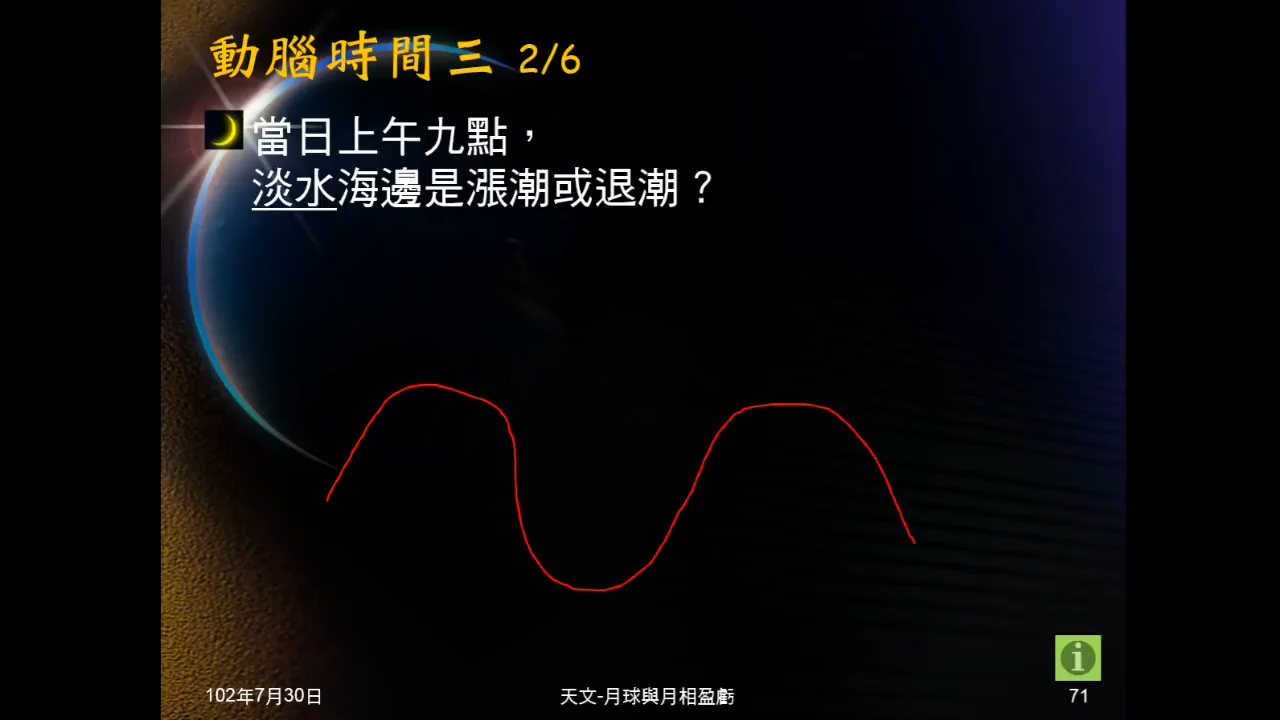 動腦時間三 2/6
當日上午九點，
淡水海邊是漲潮或退潮？
102年7月30日
天文-月球與月相盈虧
71